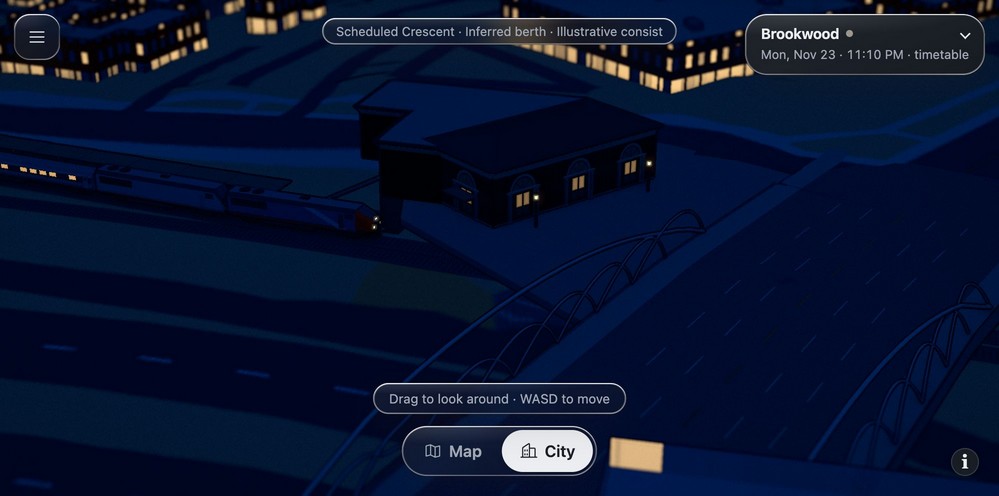 Scheduled Crescent · Inferred berth · Illustrative consist
Brookwood
Mon, Nov 23 · 11:10 PM · timetable
Drag to look around · WASD to move
Map
City
i